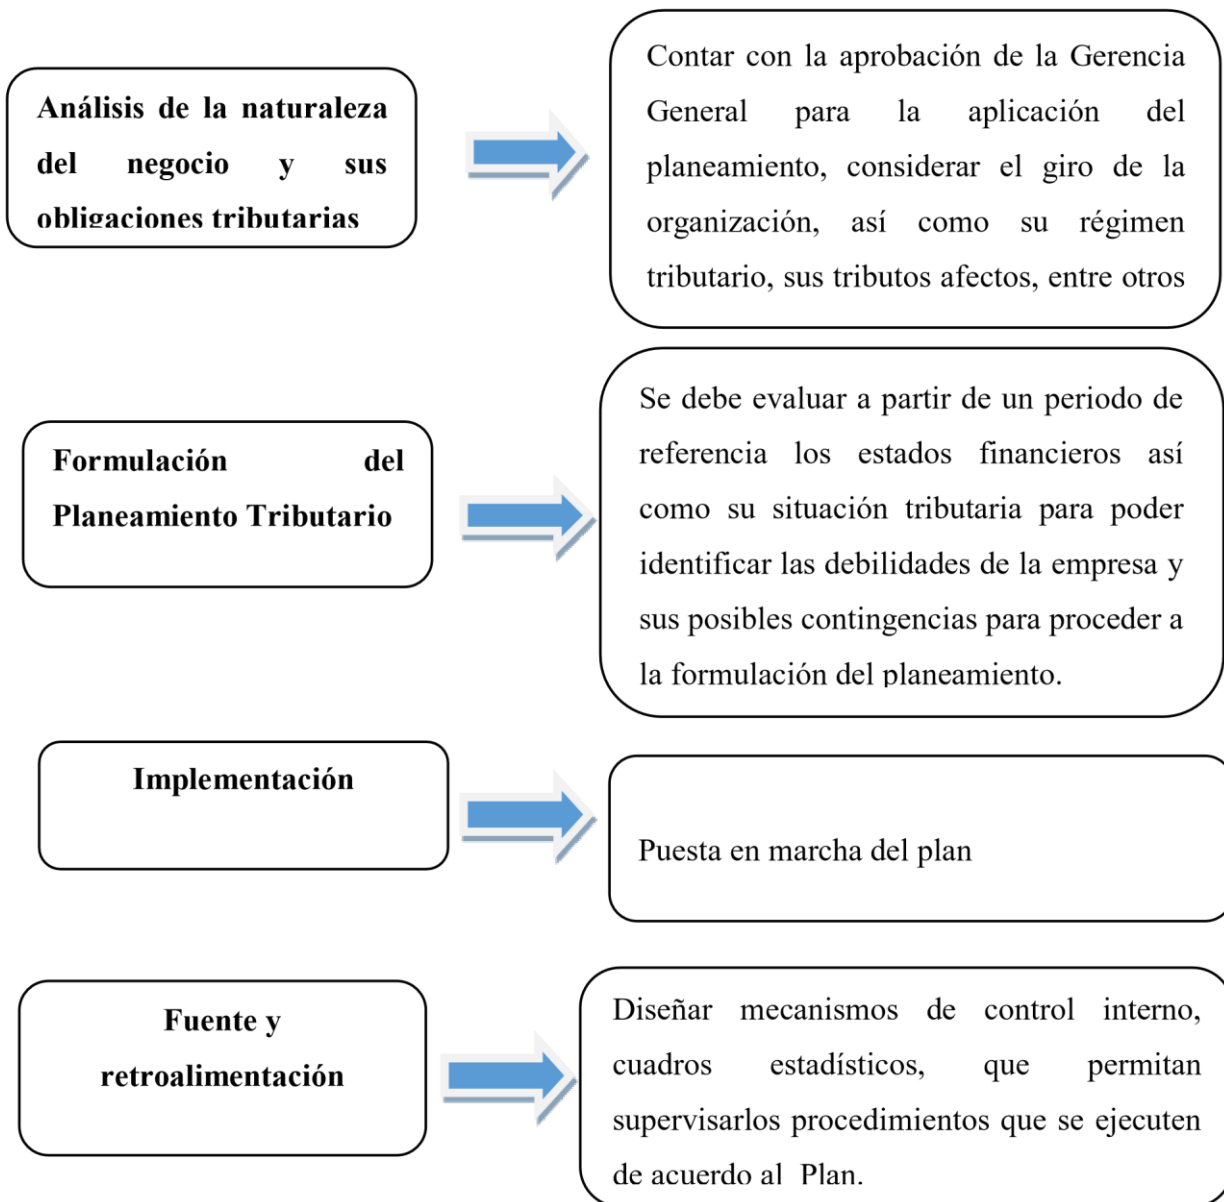 Análisis de la naturaleza
del negocio y sus
obligaciones tributarias
Contar con la aprobación de la Gerencia
General para la aplicación del
planeamiento, considerar el giro de la
organización, así como su régimen
tributario, sus tributos afectos, entre otros
Formulación del
Planeamiento Tributario
Se debe evaluar a partir de un periodo de
referencia los estados financieros así
como su situación tributaria para poder
identificar las debilidades de la empresa y
sus posibles contingencias para proceder a
la formulación del planeamiento.
Implementación
Puesta en marcha del plan
Fuente y
retroalimentación
Diseñar mecanismos de control interno,
cuadros estadísticos, que permitan
supervisarlos procedimientos que se ejecuten
de acuerdo al Plan.